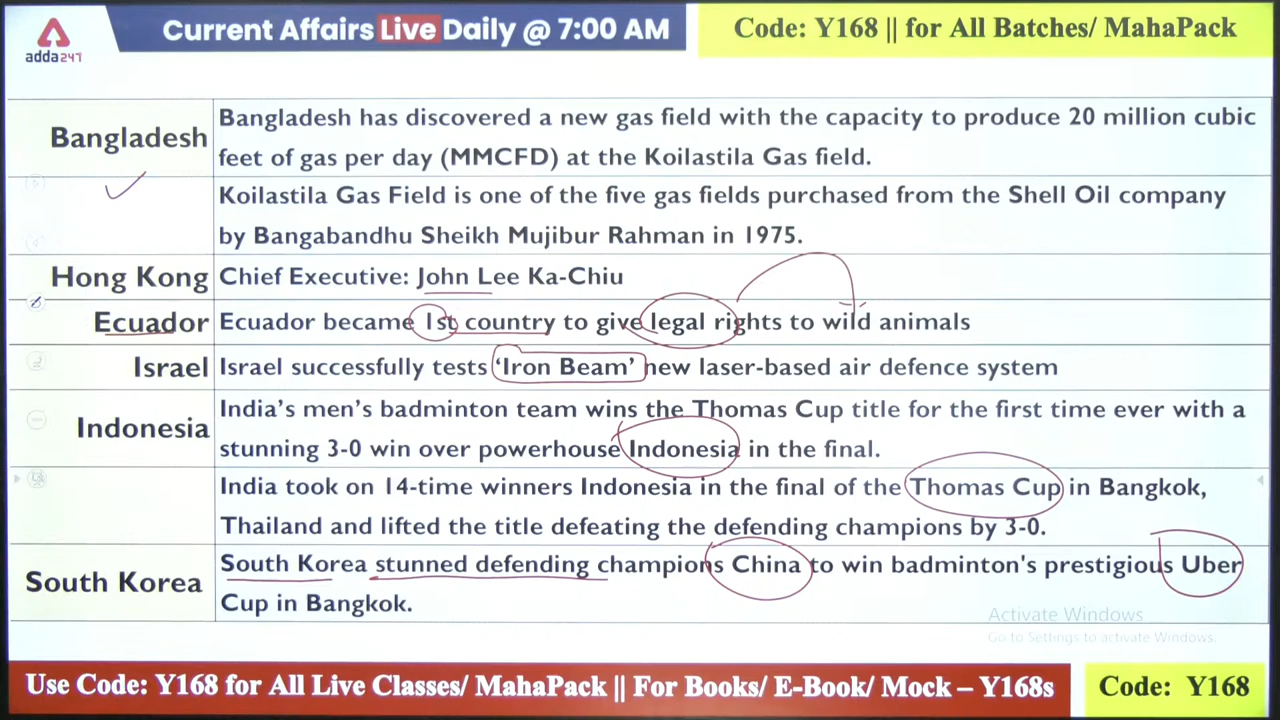 adda247
Current Affairs Live Daily @ 7:00 AM
Code: Y168 || for All Batches/ MahaPack
Bangladesh
Bangladesh has discovered a new gas field with the capacity to produce 20 million cubic
feet of gas per day (MMCFD) at the Koilastila Gas field.
Koilastila Gas Field is one of the five gas fields purchased from the Shell Oil company
by Bangabandhu Sheikh Mujibur Rahman in 1975.
Hong Kong
Chief Executive: John Lee Ka-Chiu
Ecuador
Ecuador became 1st country to give legal rights to wild animals
Israel
Israel successfully tests ‘Iron Beam’ new laser-based air defence system
Indonesia
India’s men’s badminton team wins the Thomas Cup title for the first time ever with a
stunning 3-0 win over powerhouse Indonesia in the final.
India took on 14-time winners Indonesia in the final of the Thomas Cup in Bangkok,
Thailand and lifted the title defeating the defending champions by 3-0.
South Korea
South Korea stunned defending champions China to win badminton's prestigious Uber
Cup in Bangkok.
Activate Windows
Go to Settings to activate Windows.
Use Code: Y168 for All Live Classes/ MahaPack || For Books/ E-Book/ Mock – Y168s
Code: Y168